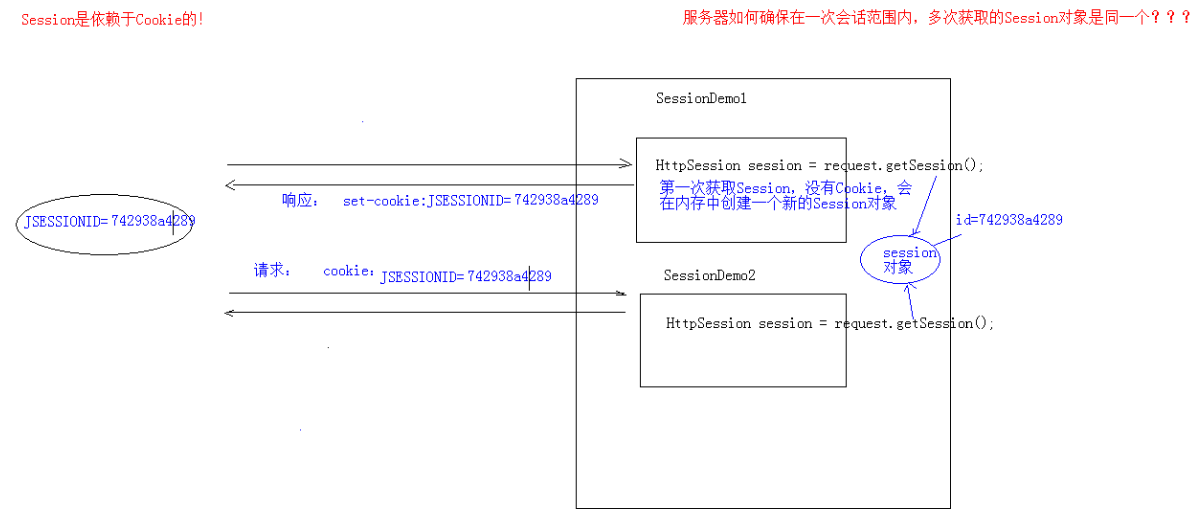 Session是依赖于Cookie的!
服务器如何确保在一次会话范围内，多次获取的Session对象是同一个？？？
SessionDemo1
HttpSession session = request.getSession();
第一次获取Session，没有Cookie，会
在内存中创建一个新的Session对象
响应： set-cookie:JSESSIONID=742938a4289
JSESSIONID=742938a4289
id=742938a4289
session
对象
请求： cookie：JSESSIONID=742938a4289
SessionDemo2
HttpSession session = request.getSession();